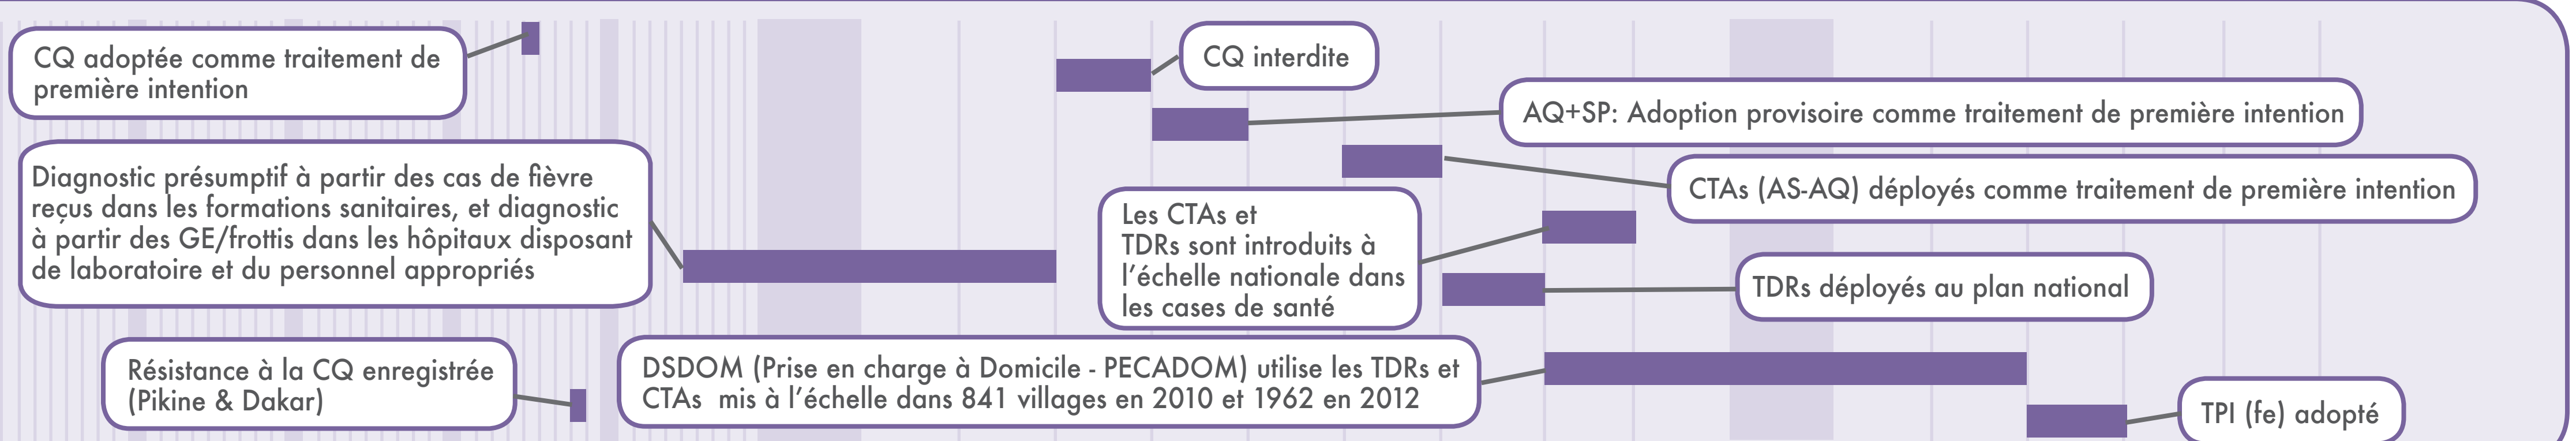 CQ adoptée comme traitement de
première intention
CQ interdite
AQ+SP: Adoption provisoire comme traitement de première intention
Diagnostic présumptif à partir des cas de fièvre
reçus dans les formations sanitaires, et diagnostic
à partir des GE/frottis dans les hôpitaux disposant
de laboratoire et du personnel appropriés
CTAs (AS-AQ) déployés comme traitement de première intention
Les CTAs et
TDRs sont introduits à
l'échelle nationale dans
les cases de santé
TDRs déployés au plan national
Résistance à la CQ enregistrée
(Pikine & Dakar)
DSDOM (Prise en charge à Domicile - PECADOM) utilise les TDRs et
CTAs mis à l'échelle dans 841 villages en 2010 et 1962 en 2012
TPI (fe) adopté